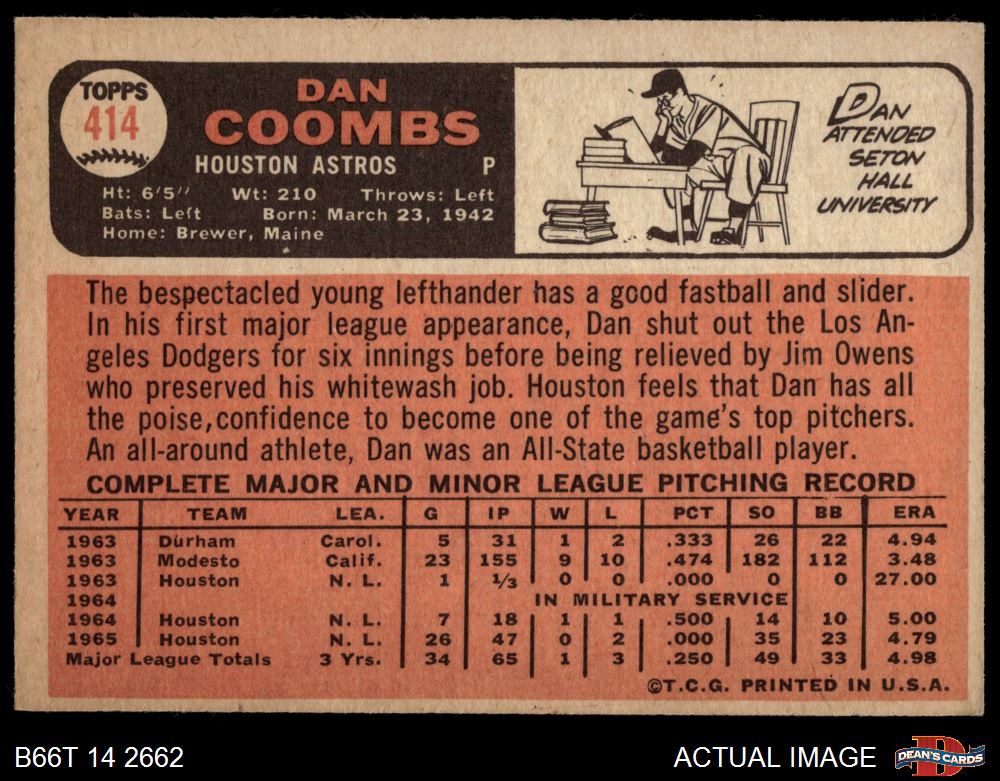 TOPPS
414
DAN
COOMBS
HOUSTON ASTROS P
Ht: 6'5" Wt: 210 Throws: Left
Bats: Left Born: March 23, 1942
Home: Brewer, Maine
DAN
ATTENDED
SETON
HALL
UNIVERSITY
The bespectacled young lefthander has a good fastball and slider.
In his first major league appearance, Dan shut out the Los An-
geles Dodgers for six innings before being relieved by Jim Owens
who preserved his whitewash job. Houston feels that Dan has all
the poise,confidence to become one of the game's top pitchers.
An all-around athlete, Dan was an All-State basketball player.
COMPLETE MAJOR AND MINOR LEAGUE PITCHING RECORD
YEAR TEAM LEA. G IP W L PCT SO BB ERA
1963 Durham Carol. 5 31 1 2 .333 26 22 4.94
1963 Modesto Calif. 23 155 9 10 .474 182 112 3.48
1963 Houston N. L. 1 1/3 0 0 .000 0 0 27.00
1964 IN MILITARY SERVICE
1964 Houston N. L. 7 18 1 1 .500 14 10 5.00
1965 Houston N. L. 26 47 0 2 .000 35 23 4.79
Major League Totals 3 Yrs. 34 65 1 3 .250 49 33 4.98
©T.C.G. PRINTED IN U.S.A.
B66T 14 2662 ACTUAL IMAGE DEAN'S CARDS